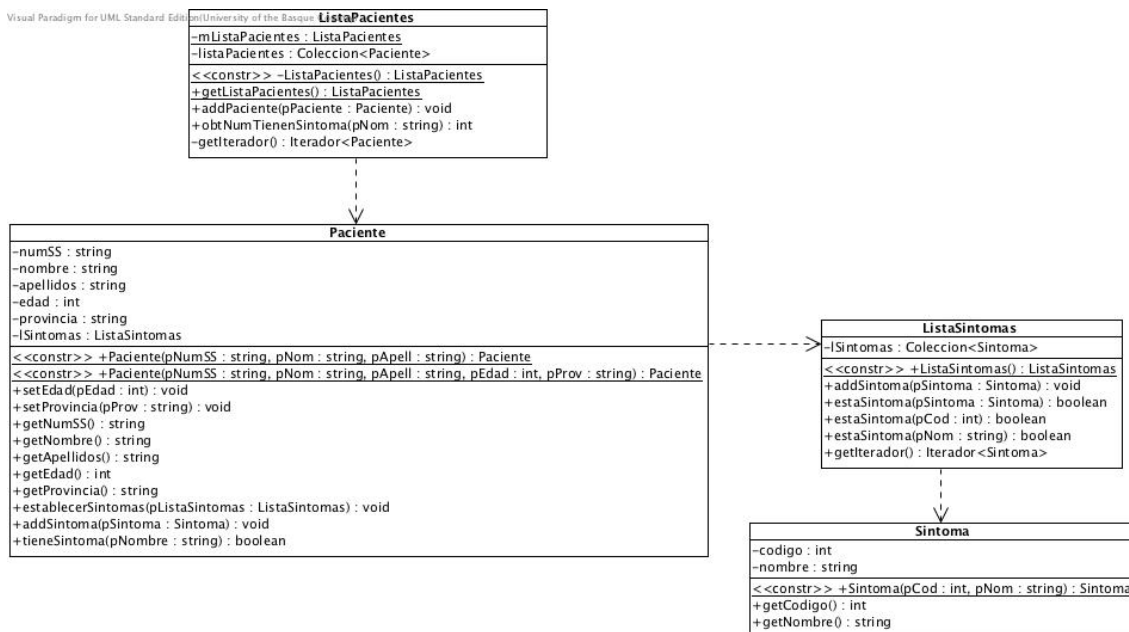 Visual Paradigm for UML Standard Edition(University of the Basque
ListaPacientes
-mListaPacientes : ListaPacientes
-listaPacientes : Coleccion<Paciente>
<<constr>> -ListaPacientes() : ListaPacientes
+getListaPacientes() : ListaPacientes
+addPaciente(pPaciente : Paciente) : void
+obtNumTienenSintoma(pNom : string) : int
-getIterador() : Iterador<Paciente>
Paciente
-numSS : string
-nombre : string
-apellidos : string
-edad : int
-provincia : string
-lSintomas : ListaSintomas
<<constr>> +Paciente(pNumSS : string, pNom : string, pApell : string) : Paciente
<<constr>> +Paciente(pNumSS : string, pNom : string, pApell : string, pEdad : int, pProv : string) : Paciente
+setEdad(pEdad : int) : void
+setProvincia(pProv : string) : void
+getNumSS() : string
+getNombre() : string
+getApellidos() : string
+getEdad() : int
+getProvincia() : string
+establecerSintomas(pListaSintomas : ListaSintomas) : void
+addSintoma(pSintoma : Sintoma) : void
+tieneSintoma(pNombre : string) : boolean
ListaSintomas
-lSintomas : Coleccion<Sintoma>
<<constr>> +ListaSintomas() : ListaSintomas
+addSintoma(pSintoma : Sintoma) : void
+estaSintoma(pSintoma : Sintoma) : boolean
+estaSintoma(pCod : int) : boolean
+estaSintoma(pNom : string) : boolean
+getIterador() : Iterador<Sintoma>
Sintoma
-codigo : int
-nombre : string
<<constr>> +Sintoma(pCod : int, pNom : string) : Sintoma
+getCodigo() : int
+getNombre() : string